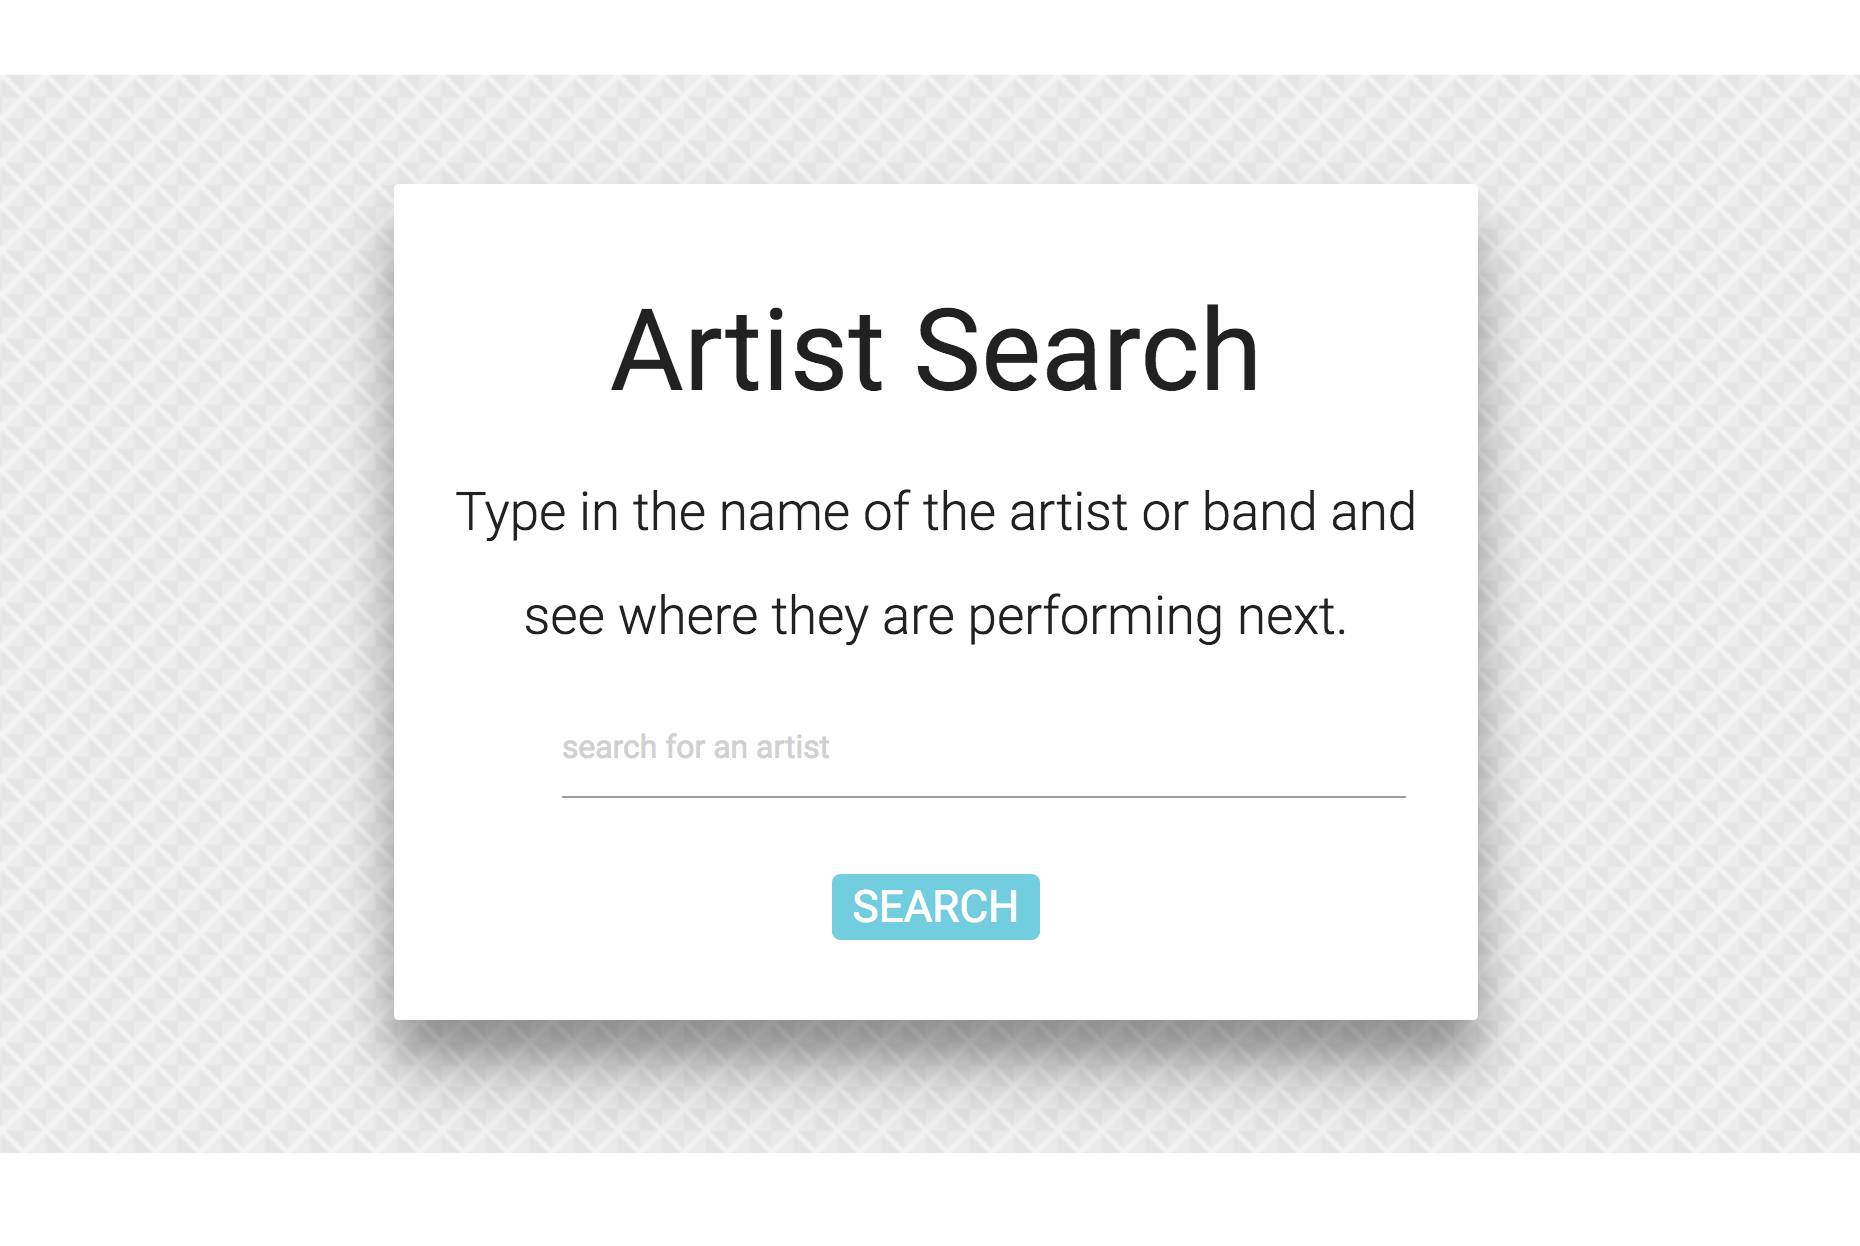 Artist Search
Type in the name of the artist or band and
see where they are performing next.
search for an artist
SEARCH